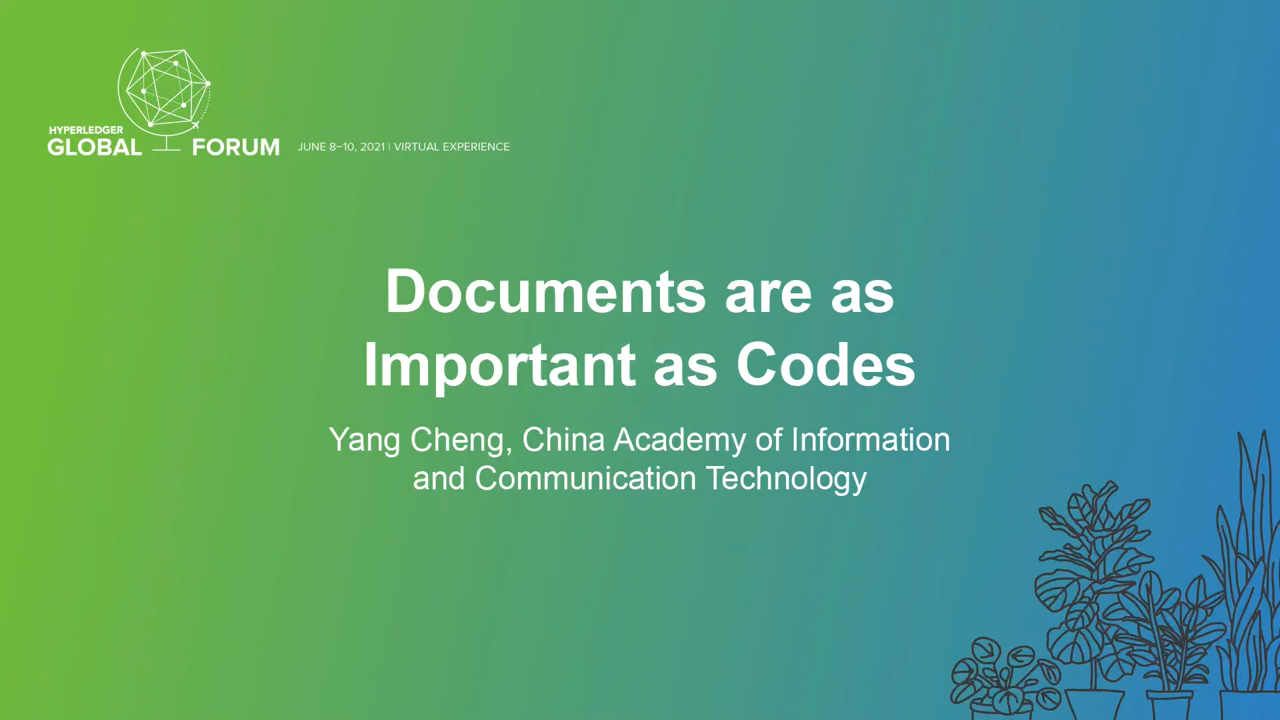 HYPERLEDGER
GLOBAL FORUM
JUNE 8–10, 2021 | VIRTUAL EXPERIENCE
Documents are as
Important as Codes
Yang Cheng, China Academy of Information
and Communication Technology